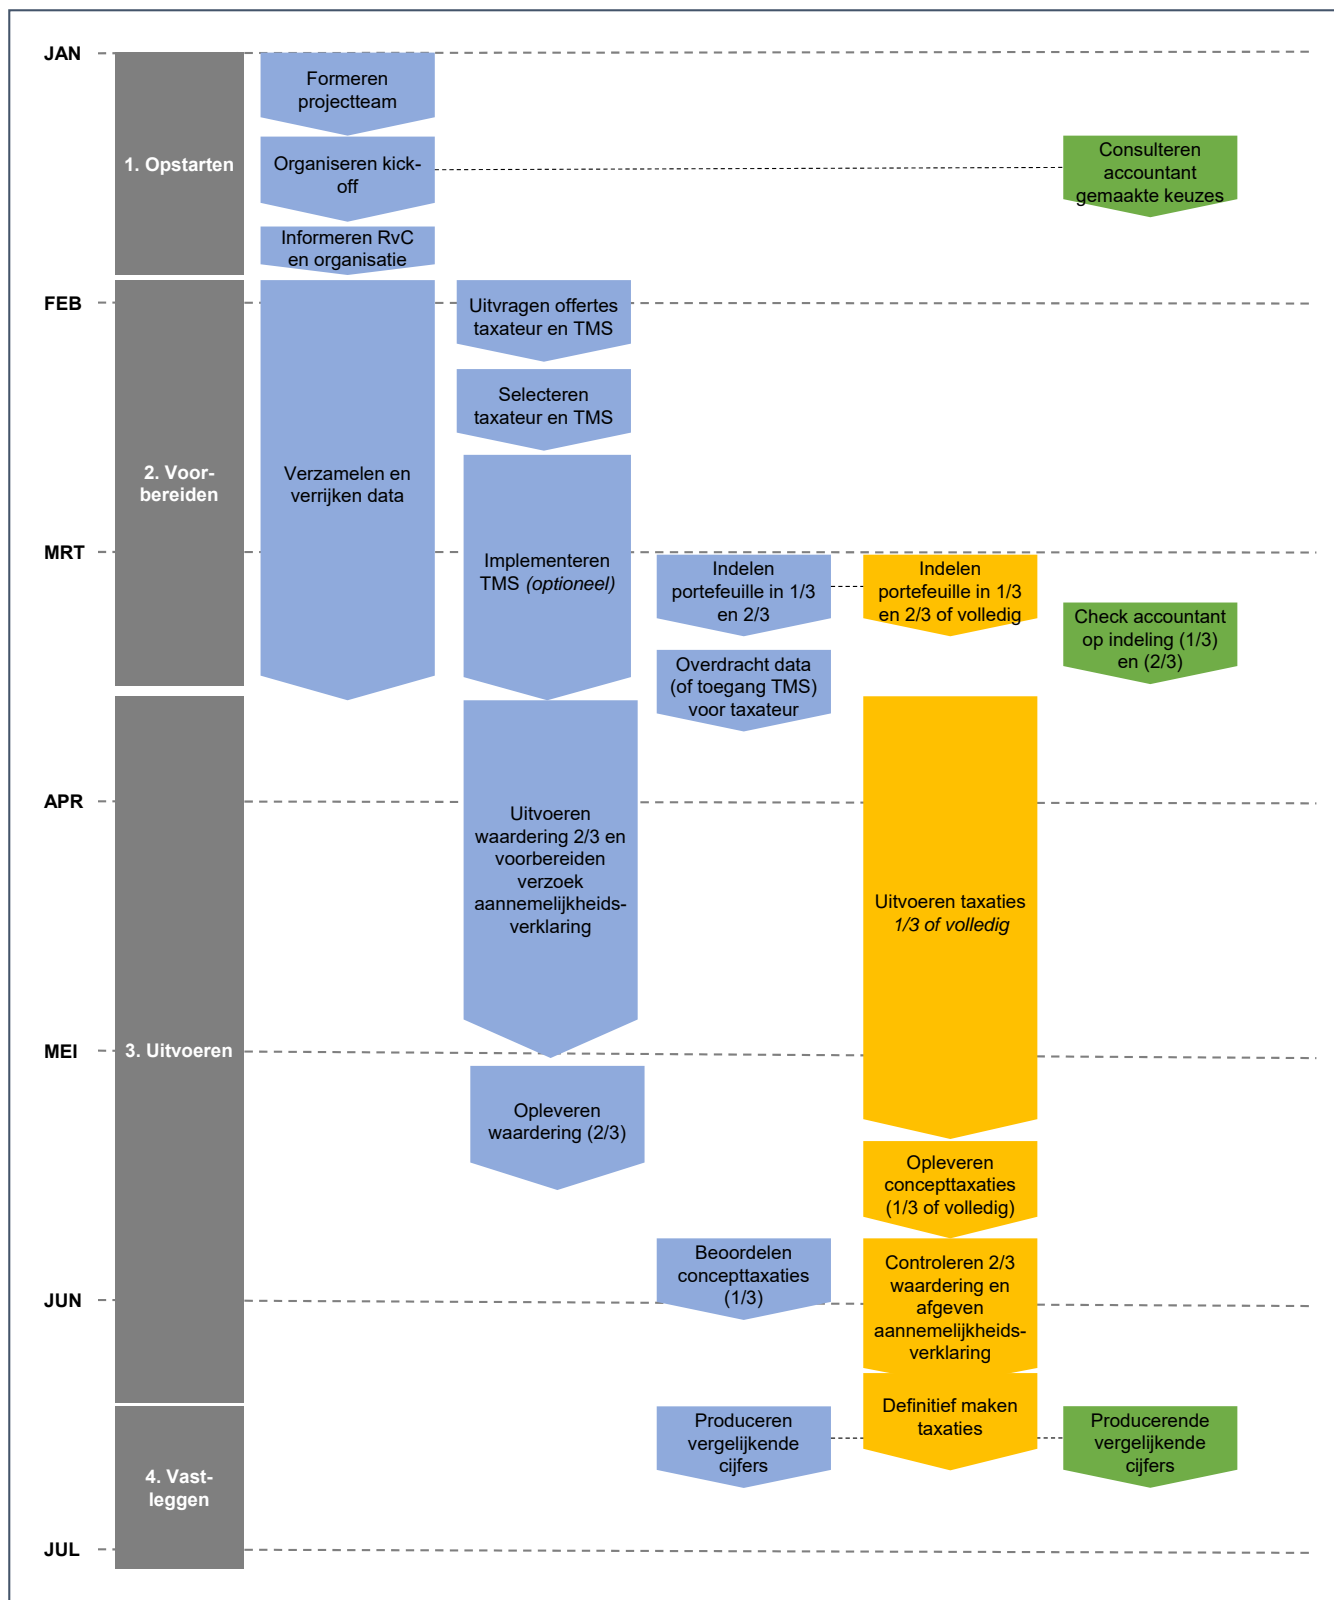 JAN
Formeren
projectteam
1. Opstarten
Organiseren kick-
off
Consulteren
accountant
gemaakte keuzes
Informeren RvC
en organisatie
FEB
Uitvragen offertes
taxateur en TMS
Selecteren
taxateur en TMS
2. Voor-
bereiden
Verzamelen en
verrijken data
MRT
Implementeren
TMS (optioneel)
Indelen
portefeuille in 1/3
en 2/3
Indelen
portefeuille in 1/3
en 2/3 of volledig
Check accountant
op indeling (1/3)
en (2/3)
Overdracht data
(of toegang TMS)
voor taxateur
APR
Uitvoeren
waardering 2/3 en
voorbereiden
verzoek
aannemelijkheids-
verklaring
Uitvoeren taxaties
1/3 of volledig
MEI
3. Uitvoeren
Opleveren
waardering (2/3)
Opleveren
concepttaxaties
(1/3 of volledig)
Beoordelen
concepttaxaties
(1/3)
Controleren 2/3
waardering en
afgeven
aannemelijkheids-
verklaring
JUN
Definitief maken
taxaties
Produceren
vergelijkende
cijfers
Producerende
vergelijkende
cijfers
4. Vast-
leggen
JUL